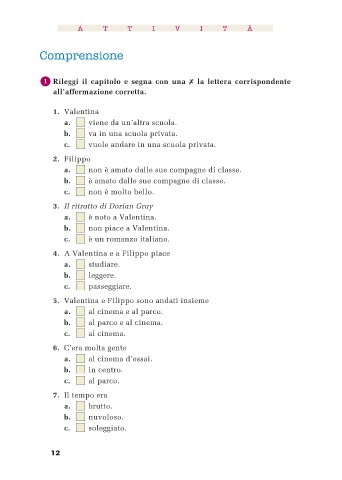 A T T I V I T À
Comprensione
1 Rileggi il capitolo e segna con una ✗ la lettera corrispondente
all'affermazione corretta.
1. Valentina
a. viene da un'altra scuola.
b. va in una scuola privata.
c. vuole andare in una scuola privata.
2. Filippo
a. non è amato dalle sue compagne di classe.
b. è amato dalle sue compagne di classe.
c. non è molto bello.
3. Il ritratto di Dorian Gray
a. è noto a Valentina.
b. non piace a Valentina.
c. è un romanzo italiano.
4. A Valentina e a Filippo piace
a. studiare.
b. leggere.
c. passeggiare.
5. Valentina e Filippo sono andati insieme
a. al cinema e al parco.
b. al parco e al cinema.
c. al cinema.
6. C'era molta gente
a. al cinema d'essai.
b. in centro.
c. al parco.
7. Il tempo era
a. brutto.
b. nuvoloso.
c. soleggiato.
12